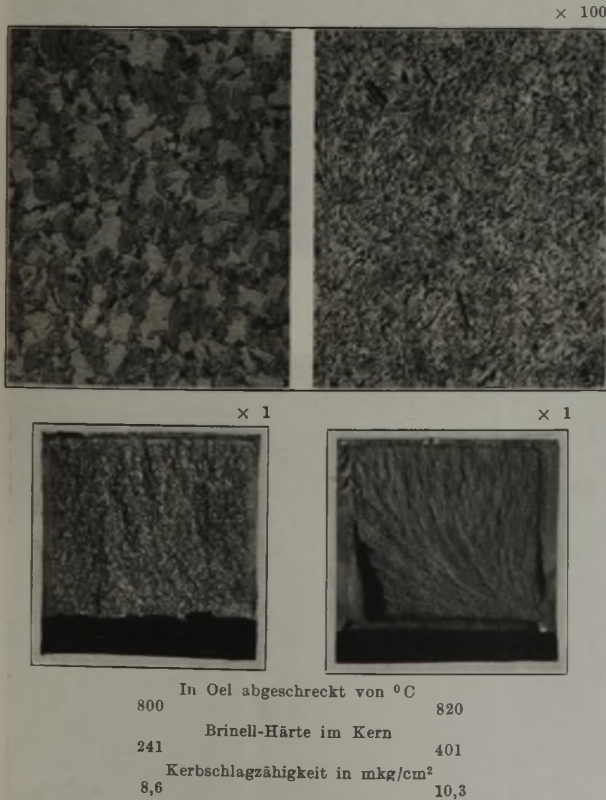 × 100
× 1 × 1
In Oel abgeschreckt von ⁰C
800 820
Brinell-Härte im Kern
241 401
Kerbschlagzähigkeit in mkg/cm²
8,6 10,3